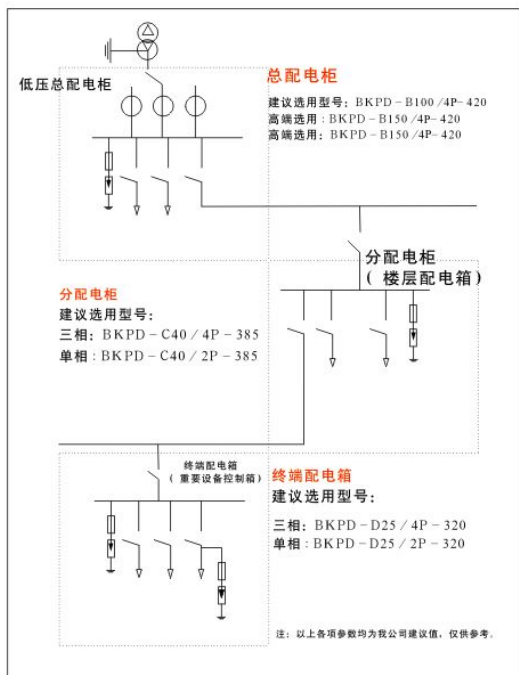 低压总配电柜
总配电柜
建议选用型号：BKPD-B100/4P-420
高端选用：BKPD-B150/4P-420
高端选用：BKPD-B150/4P-420
分配电柜
（楼层配电箱）
分配电柜
建议选用型号：
三相：BKPD-C40/4P-385
单相：BKPD-C40/2P-385
终端配电箱
（重要设备控制箱）
终端配电箱
建议选用型号：
三相：BKPD-D25/4P-320
单相：BKPD-D25/2P-320
注：以上各项参数均为我公司建议值，仅供参考。